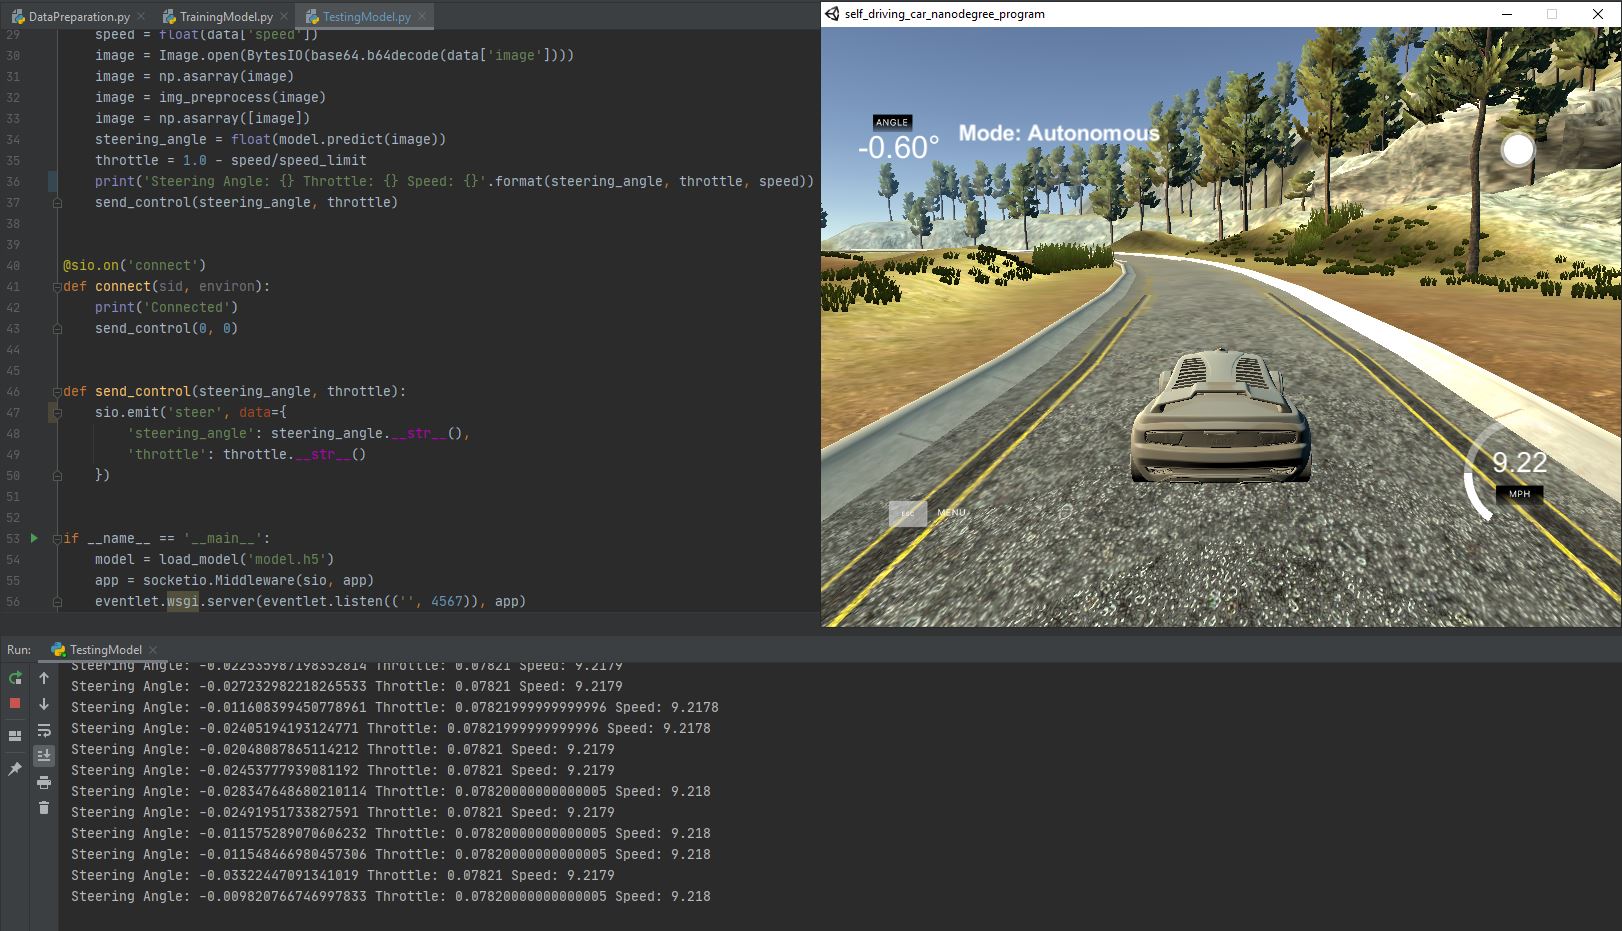 DataPreparation.py
TrainingModel.py
TestingModel.py
29 speed = float(data['speed'])
30 image = Image.open(BytesIO(base64.b64decode(data['image'])))
31 image = np.asarray(image)
32 image = img_preprocess(image)
33 image = np.asarray([image])
34 steering_angle = float(model.predict(image))
35 throttle = 1.0 - speed/speed_limit
36 print('Steering Angle: {} Throttle: {} Speed: {}'.format(steering_angle, throttle, speed))
37 send_control(steering_angle, throttle)
38
39
40 @sio.on('connect')
41 def connect(sid, environ):
42 print('Connected')
43 send_control(0, 0)
44
45
46 def send_control(steering_angle, throttle):
47 sio.emit('steer', data={
48 'steering_angle': steering_angle.__str__(),
49 'throttle': throttle.__str__()
50 })
51
52
53 if __name__ == '__main__':
54 model = load_model('model.h5')
55 app = socketio.Middleware(sio, app)
56 eventlet.wsgi.server(eventlet.listen(('', 4567)), app)
self_driving_car_nanodegree_program
ANGLE
-0.60°
Mode: Autonomous
9.22
MPH
ESC
MENU
Run:
TestingModel
Steering Angle: -0.022535987198352814 Throttle: 0.07821 Speed: 9.2179
Steering Angle: -0.027232982218265533 Throttle: 0.07821 Speed: 9.2179
Steering Angle: -0.011608399450778961 Throttle: 0.07821999999999996 Speed: 9.2178
Steering Angle: -0.02405194193124771 Throttle: 0.07821999999999996 Speed: 9.2178
Steering Angle: -0.02048087865114212 Throttle: 0.07821 Speed: 9.2179
Steering Angle: -0.02453777939081192 Throttle: 0.07821 Speed: 9.2179
Steering Angle: -0.028347648680210114 Throttle: 0.07820000000000005 Speed: 9.218
Steering Angle: -0.02491951733827591 Throttle: 0.07821 Speed: 9.2179
Steering Angle: -0.011575289070606232 Throttle: 0.07820000000000005 Speed: 9.218
Steering Angle: -0.011548466980457306 Throttle: 0.07820000000000005 Speed: 9.218
Steering Angle: -0.03322447091341019 Throttle: 0.07821 Speed: 9.2179
Steering Angle: -0.009820766746997833 Throttle: 0.07820000000000005 Speed: 9.218